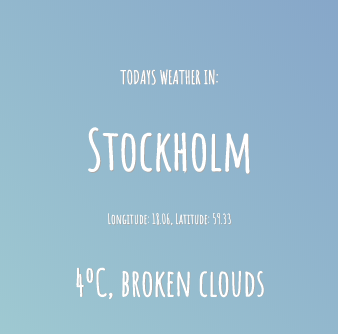 TODAYS WEATHER IN:
STOCKHOLM
LONGITUDE: 18.06, LATITUDE: 59.33
4°C, BROKEN CLOUDS